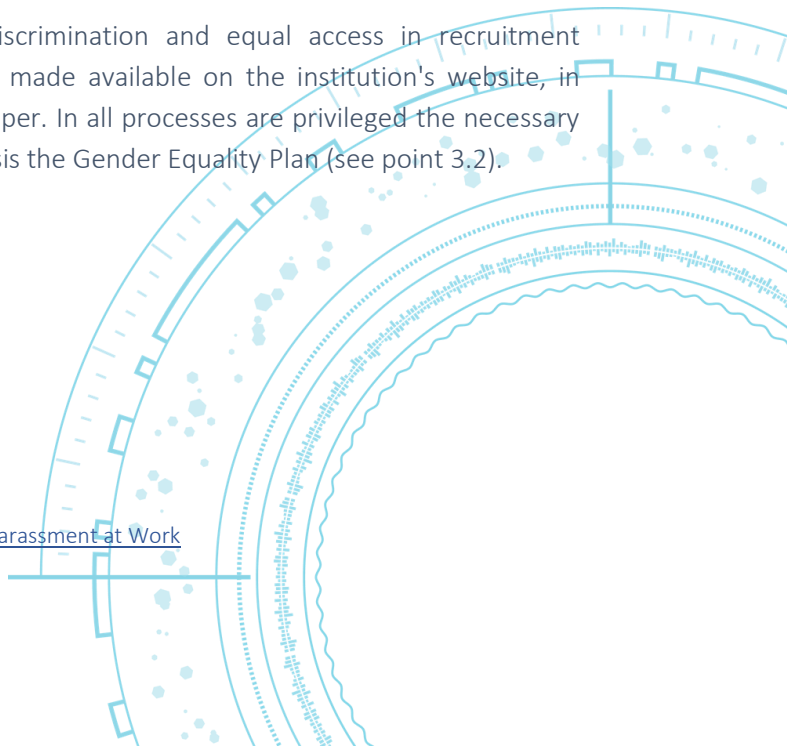 iscrimination and equal access in recruitment
made available on the institution's website, in
per. In all processes are privileged the necessary
sis the Gender Equality Plan (see point 3.2).
arassment at Work